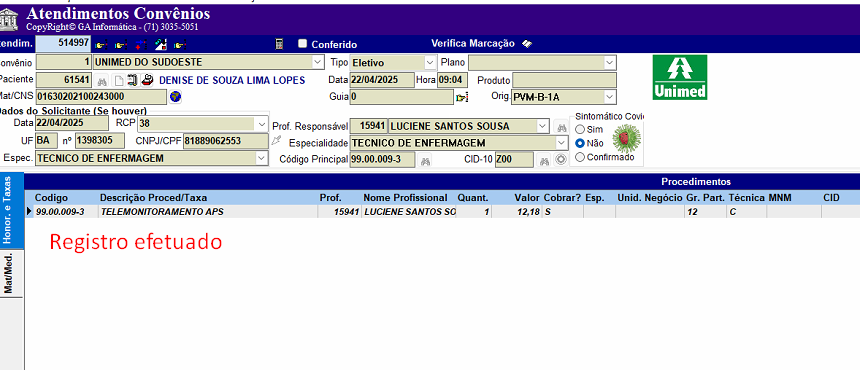 Atendimentos Convênios
CopyRight© GA Informática - (71) 3035-5051
tendim. 514997 Conferido Verifica Marcação
onvênio 1 UNIMED DO SUDOESTE Tipo Eletivo Plano
Paciente 61541 DENISE DE SOUZA LIMA LOPES Data 22/04/2025 Hora 09:04 Produto
Mat/CNS 01630202100243000 Guia 0 Orig. PVM-B-1A
Unimed
Dados do Solicitante (Se houver)
Data 22/04/2025 RCP 38 Prof. Responsável 15941 LUCIENE SANTOS SOUSA
UF BA nº 1398305 CNPJ/CPF 81889062553 Especialidade TECNICO DE ENFERMAGEM
Espec. TECNICO DE ENFERMAGEM Código Principal 99.00.009-3 CID-10 Z00
Sintomático Covi
Sim
Não
Confirmado
Honor. e Taxas
Mat/Med.
Procedimentos
Codigo Descrição Proced/Taxa Prof. Nome Profissional Quant. Valor Cobrar? Esp. Unid. Negócio Gr. Part. Técnica MNM CID
99.00.009-3 TELEMONITORAMENTO APS 15941 LUCIENE SANTOS SO 1 12,18 S 12 C
Registro efetuado